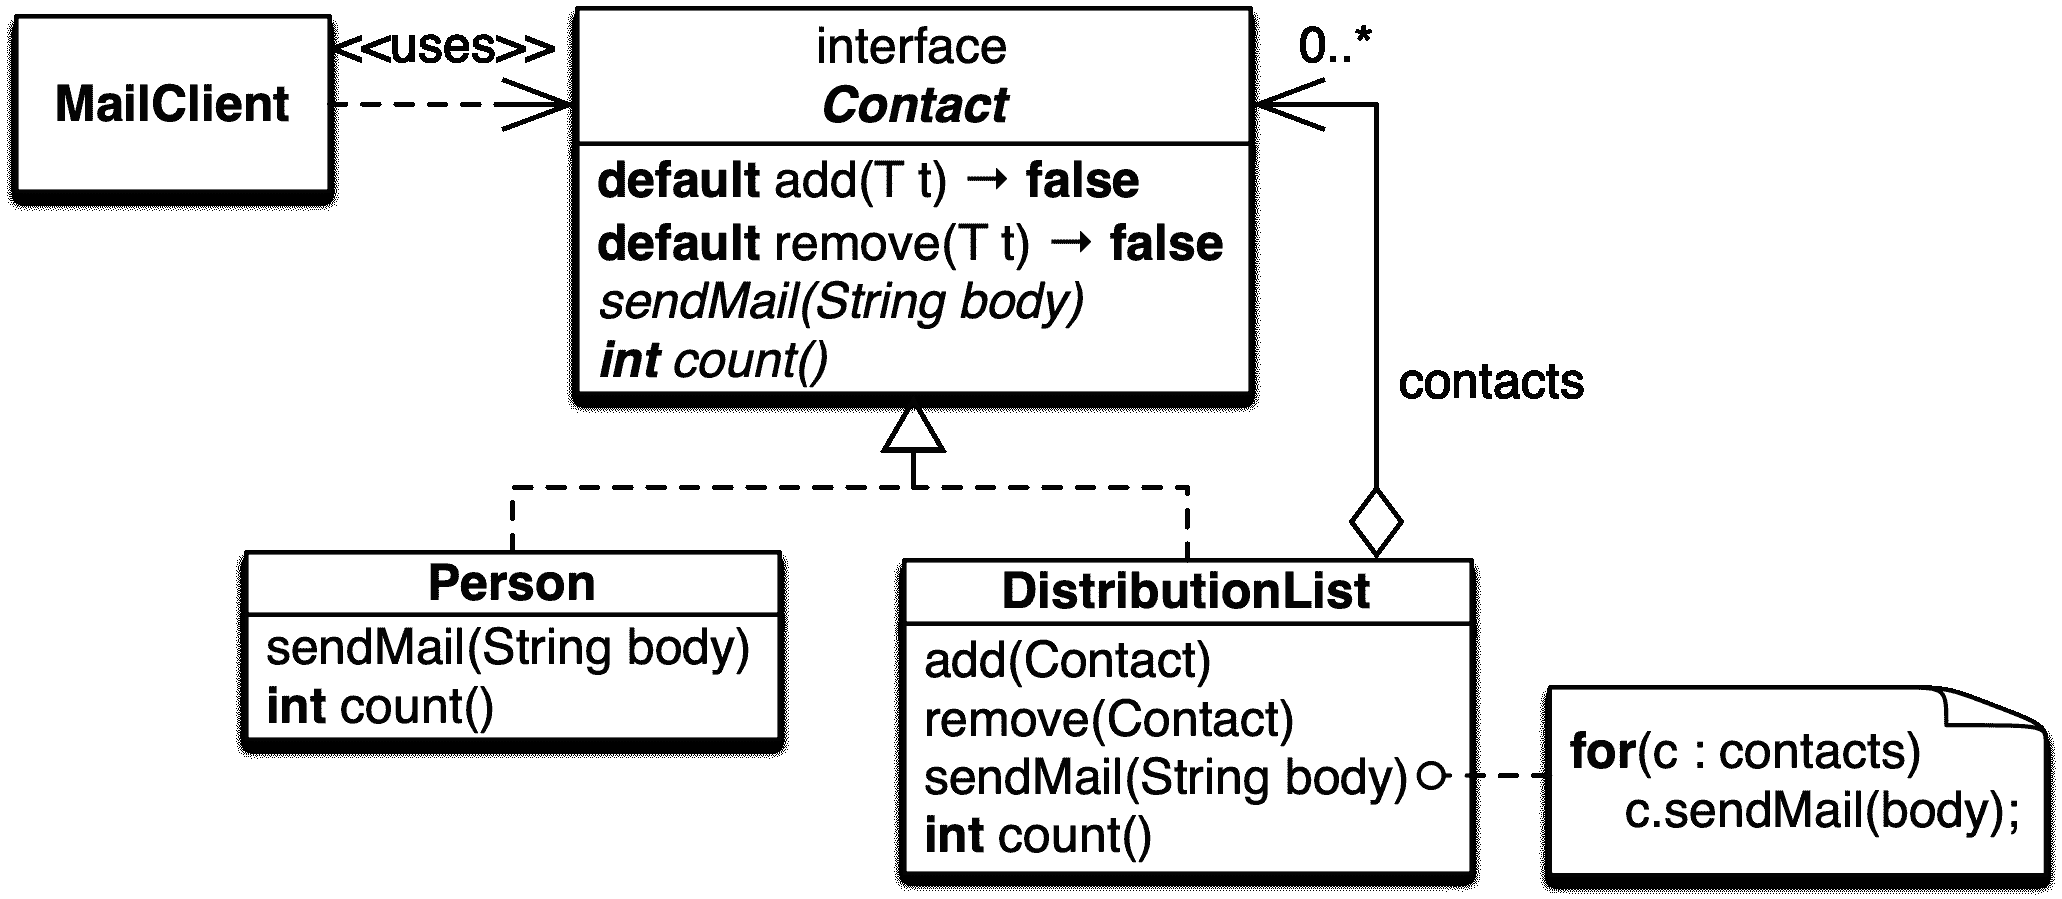 MailClient
<<uses>>
interface
Contact
default add(T t) → false
default remove(T t) → false
sendMail(String body)
int count()
0..*
contacts
Person
sendMail(String body)
int count()
DistributionList
add(Contact)
remove(Contact)
sendMail(String body)
int count()
for(c : contacts)
c.sendMail(body);